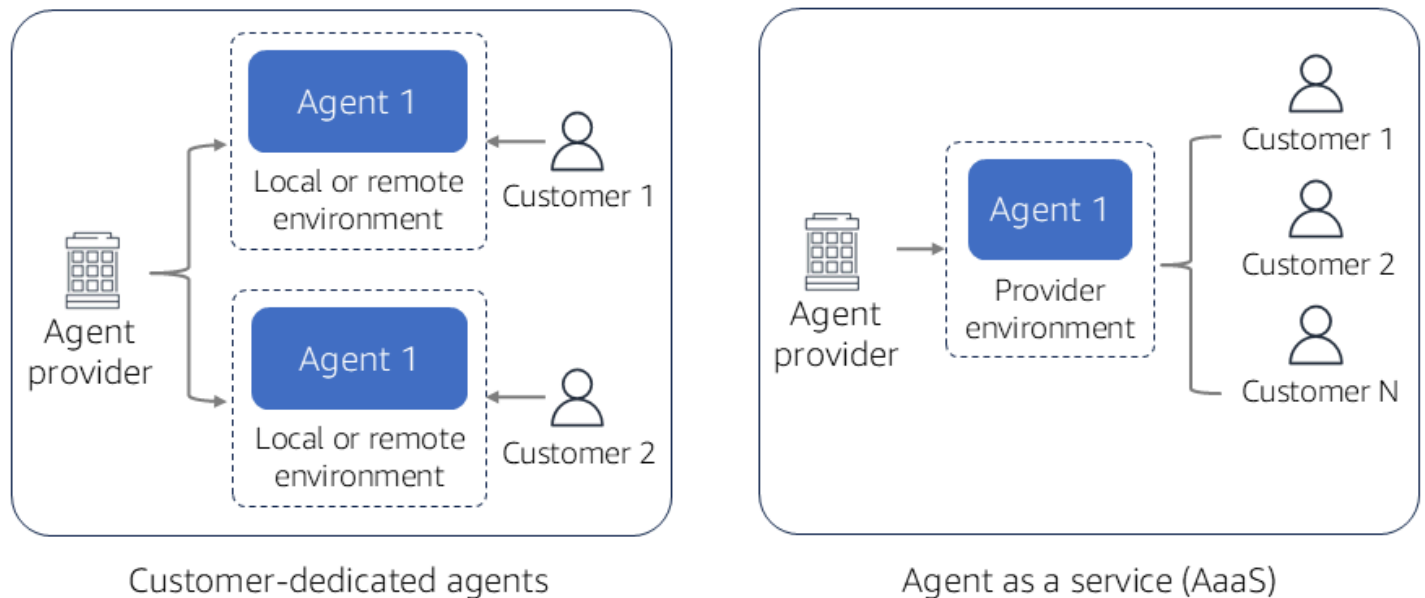 Agent 1
Local or remote
environment
Customer 1
Agent
provider
Agent 1
Local or remote
environment
Customer 2
Customer-dedicated agents
Agent
provider
Agent 1
Provider
environment
Customer 1
Customer 2
Customer N
Agent as a service (AaaS)